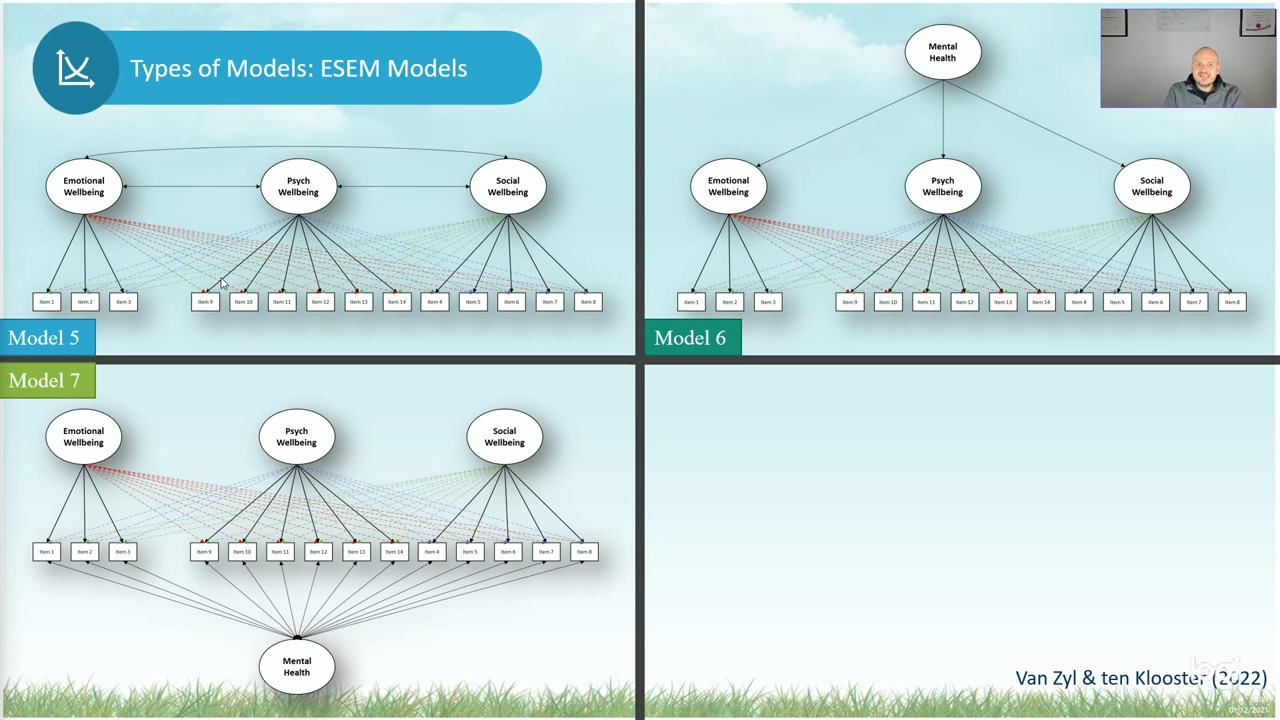 Types of Models: ESEM Models
Emotional
Wellbeing
Psych
Wellbeing
Social
Wellbeing
Item 1
Item 2
Item 3
Item 9
Item 10
Item 11
Item 12
Item 13
Item 14
Item 4
Item 5
Item 6
Item 7
Item 8
Model 5
Mental
Health
Emotional
Wellbeing
Psych
Wellbeing
Social
Wellbeing
Item 1
Item 2
Item 3
Item 9
Item 10
Item 11
Item 12
Item 13
Item 14
Item 4
Item 5
Item 6
Item 7
Item 8
Model 6
Model 7
Emotional
Wellbeing
Psych
Wellbeing
Social
Wellbeing
Item 1
Item 2
Item 3
Item 9
Item 10
Item 11
Item 12
Item 13
Item 14
Item 4
Item 5
Item 6
Item 7
Item 8
Mental
Health
Van Zyl & ten Klooster (2022)
01/12/2021